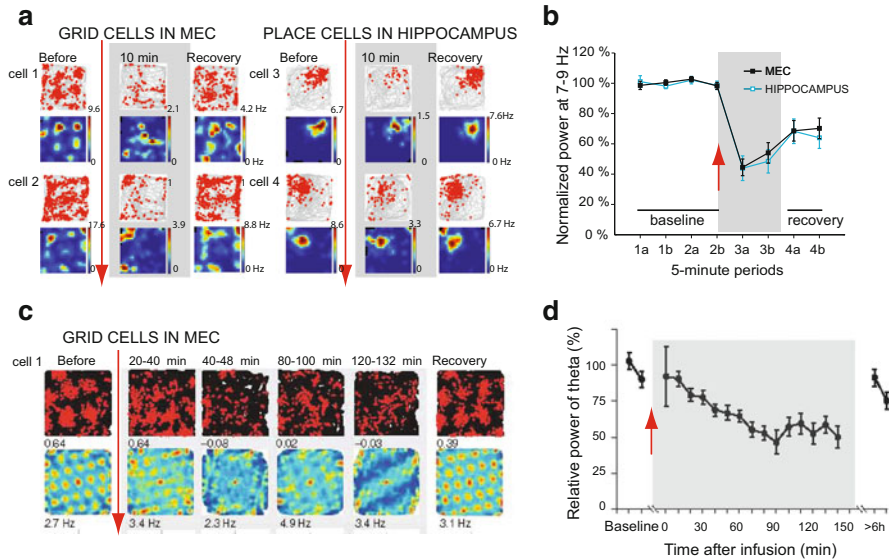 a
GRID CELLS IN MEC
PLACE CELLS IN HIPPOCAMPUS
Before 10 min Recovery
Before 10 min Recovery
cell 1
cell 3
9.6 2.1 4.2 Hz
6.7 1.5 7.6Hz
0 0 0 Hz
0 0 0 Hz
cell 2
cell 4
17.6 3.9 8.8 Hz
8.6 3.3 6.7 Hz
0 0 0 Hz
0 0 0 Hz
b
Normalized power at 7-9 Hz
120 %
100 %
80 %
60 %
40 %
20 %
0 %
MEC
HIPPOCAMPUS
baseline
recovery
1a 1b 2a 2b 3a 3b 4a 4b
5-minute periods
c
GRID CELLS IN MEC
cell 1 Before 20-40 min 40-48 min 80-100 min 120-132 min Recovery
0.64 0.64 –0.08 0.02 –0.03 0.39
2.7 Hz 3.4 Hz 2.3 Hz 4.9 Hz 3.4 Hz 3.1 Hz
d
Relative power of theta (%)
100
75
50
25
0
Baseline 0 30 60 90 120 150 >6h
Time after infusion (min)